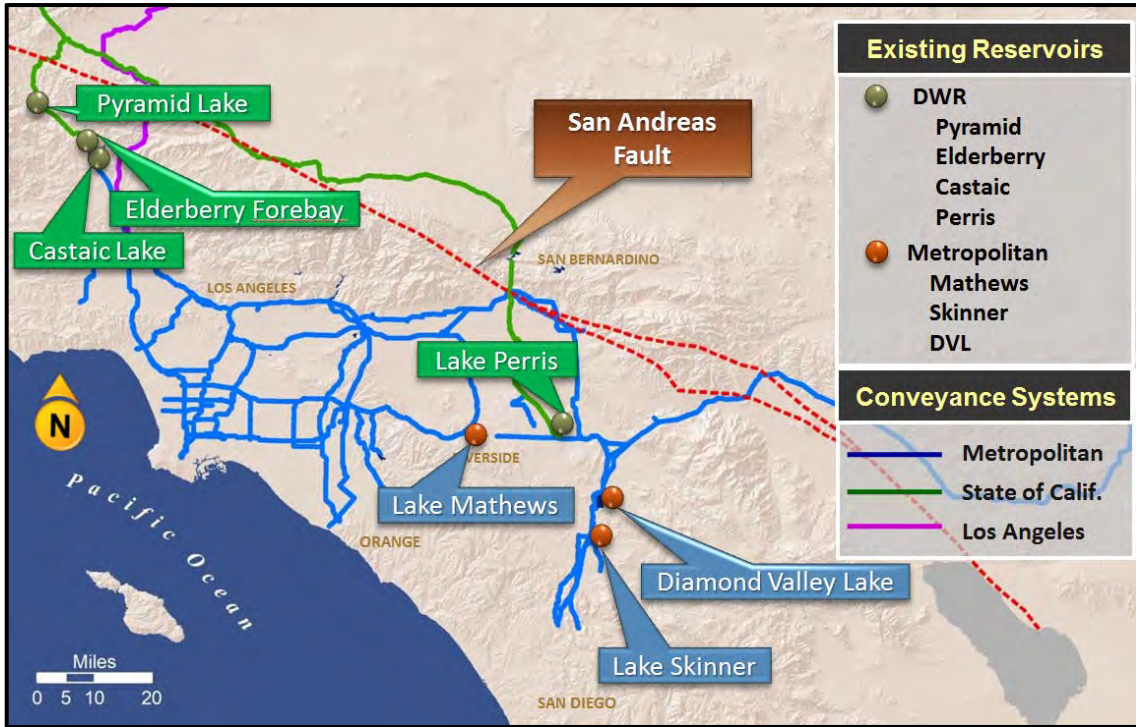 Pyramid Lake
Elderberry Forebay
Castaic Lake
San Andreas
Fault
SAN BERNARDINO
LOS ANGELES
Lake Perris
RIVERSIDE
Lake Mathews
ORANGE
Diamond Valley Lake
Lake Skinner
SAN DIEGO
N
Pacific Ocean
Miles
0 5 10 20
Existing Reservoirs
DWR
Pyramid
Elderberry
Castaic
Perris
Metropolitan
Mathews
Skinner
DVL
Conveyance Systems
Metropolitan
State of Calif.
Los Angeles